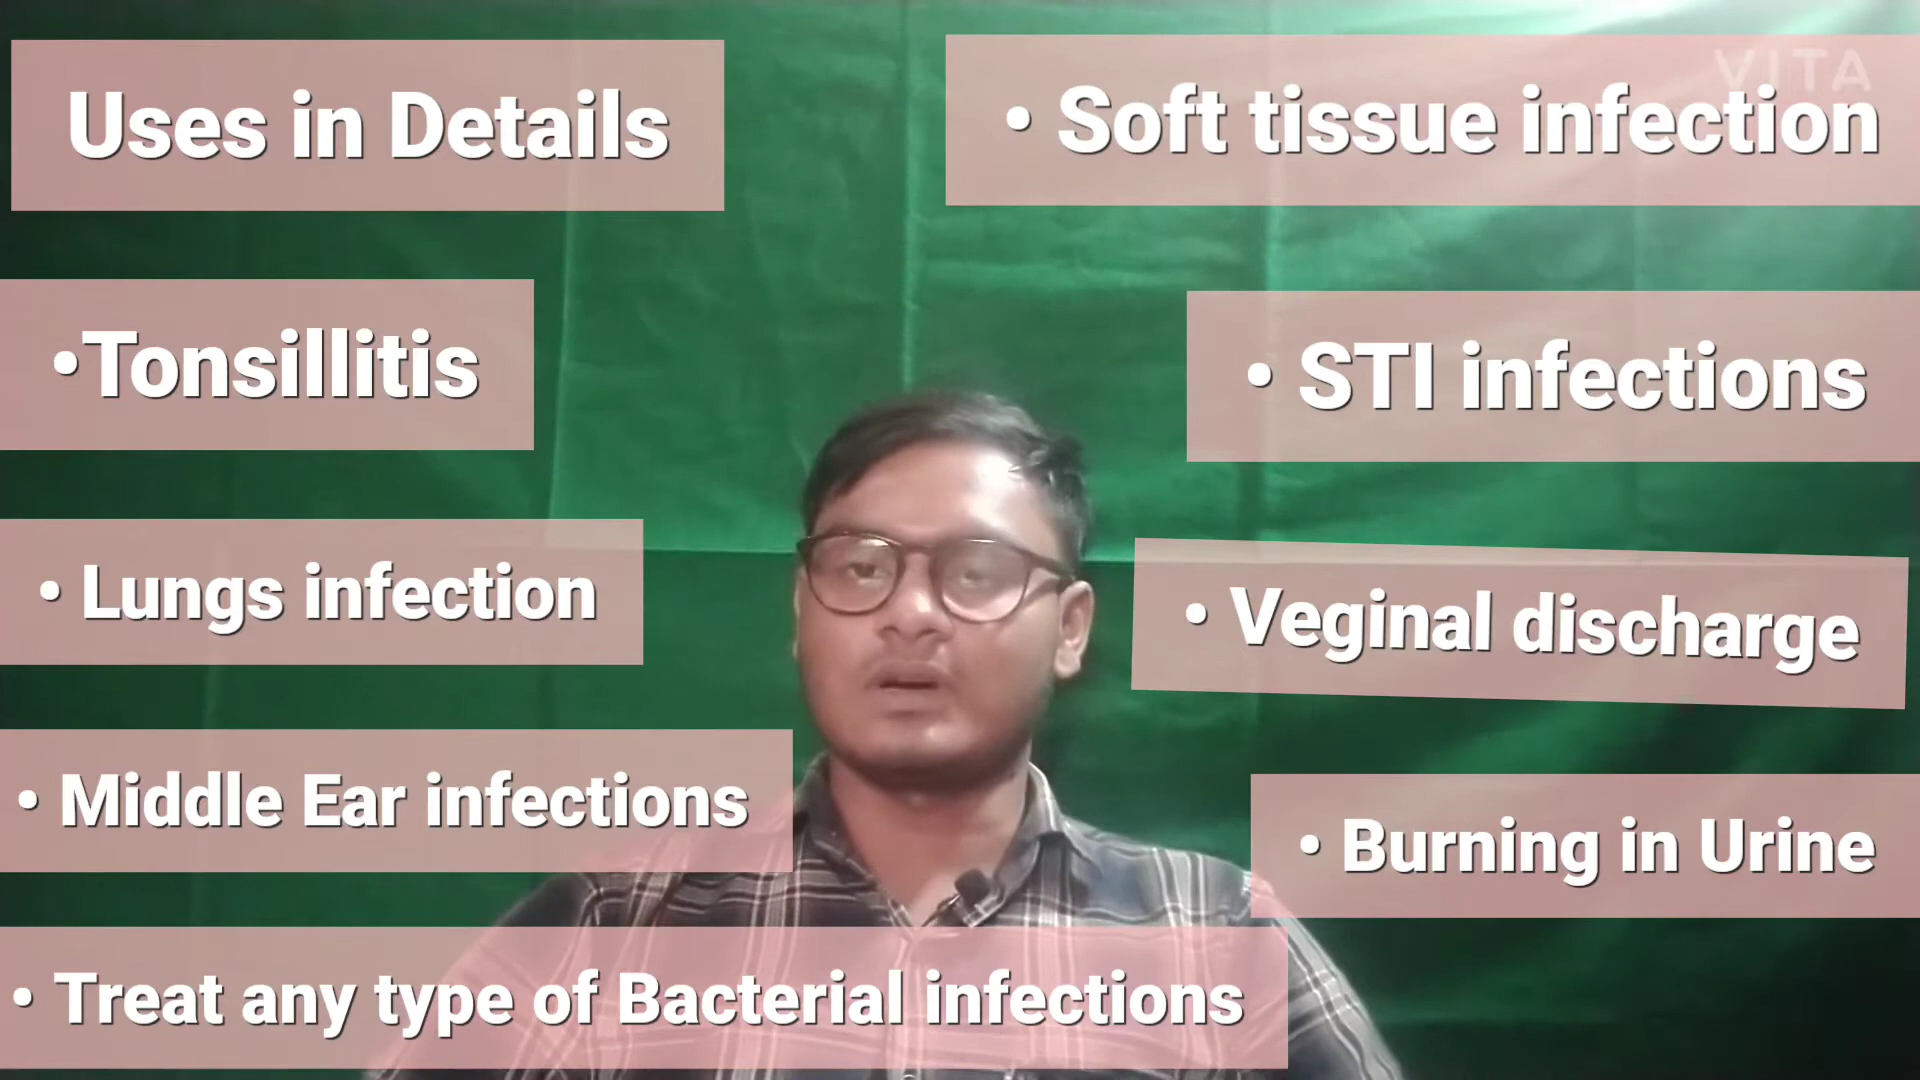 Uses in Details
•Tonsillitis
• Lungs infection
• Middle Ear infections
• Treat any type of Bacterial infections
VITA
• Soft tissue infection
• STI infections
• Veginal discharge
• Burning in Urine